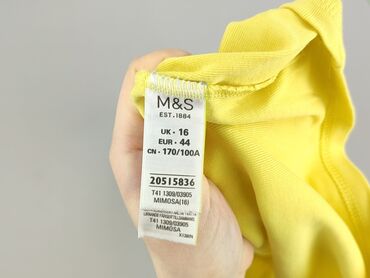 M&S
EST. 1884
UK - 16
EUR - 44
CN - 170/100A
20515836
T41 1309/03905
MIMOSA(16)
T41 1309/03905
MIMOSA